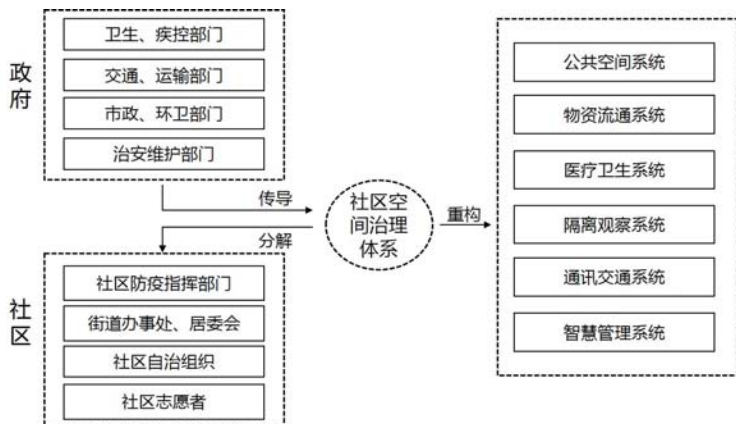 政府
卫生、疾控部门
交通、运输部门
市政、环卫部门
治安维护部门
传导
分解
社区空
间治理
体系
重构
社区
社区防疫指挥部门
街道办事处、居委会
社区自治组织
社区志愿者
公共空间系统
物资流通系统
医疗卫生系统
隔离观察系统
通讯交通系统
智慧管理系统